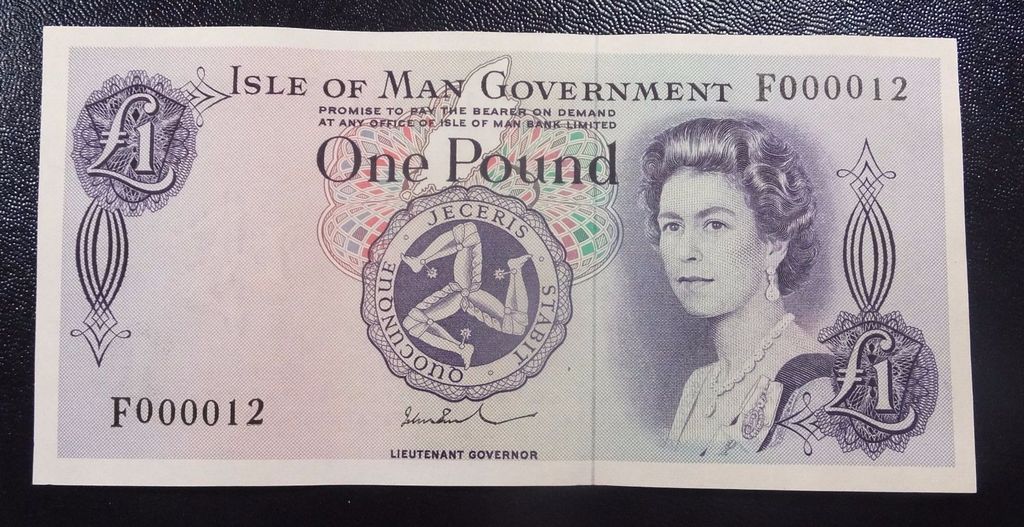 £1
ISLE OF MAN GOVERNMENT F000012
PROMISE TO PAY THE BEARER ON DEMAND
AT ANY OFFICE OF ISLE OF MAN BANK LIMITED
One Pound
QUOCUNQUE · JECERIS · STABIT ·
F000012
LIEUTENANT GOVERNOR
£1